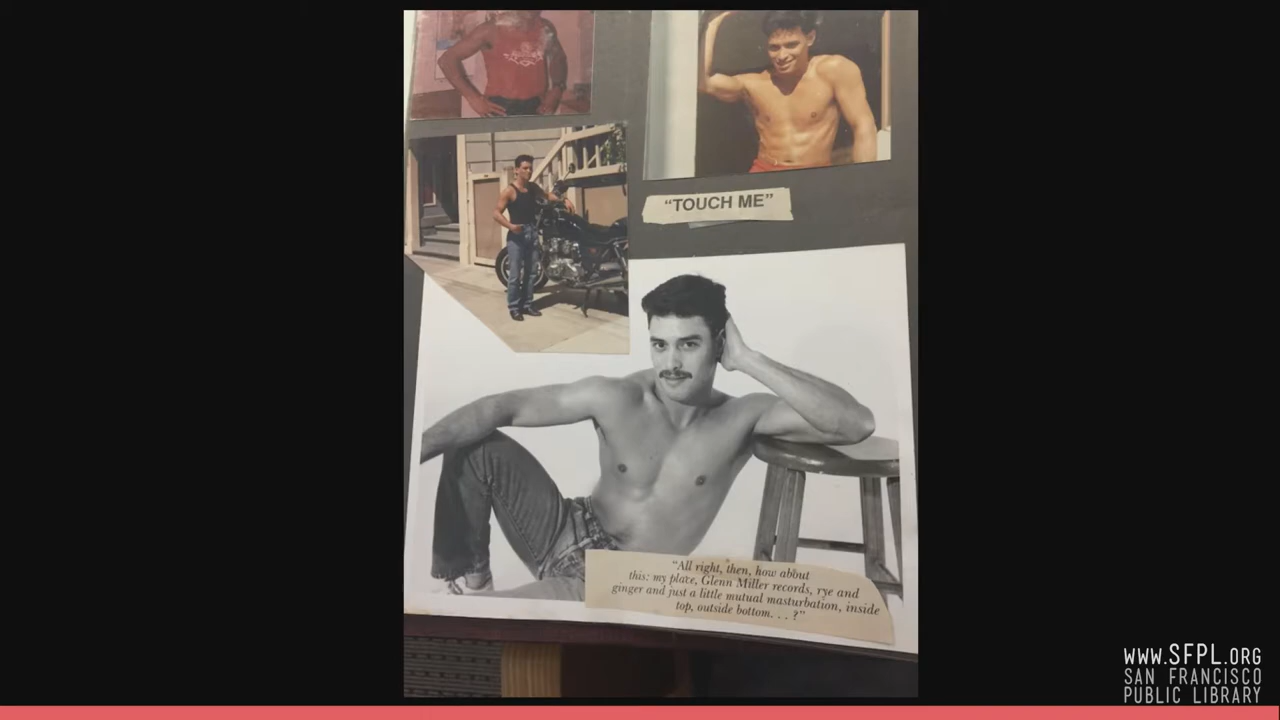 “TOUCH ME”
“All right, then, how about
this: my place, Glenn Miller records, rye and
ginger and just a little mutual masturbation, inside
top, outside bottom. . . ?”
www.SFPL.ORG
SAN FRANCISCO
PUBLIC LIBRARY